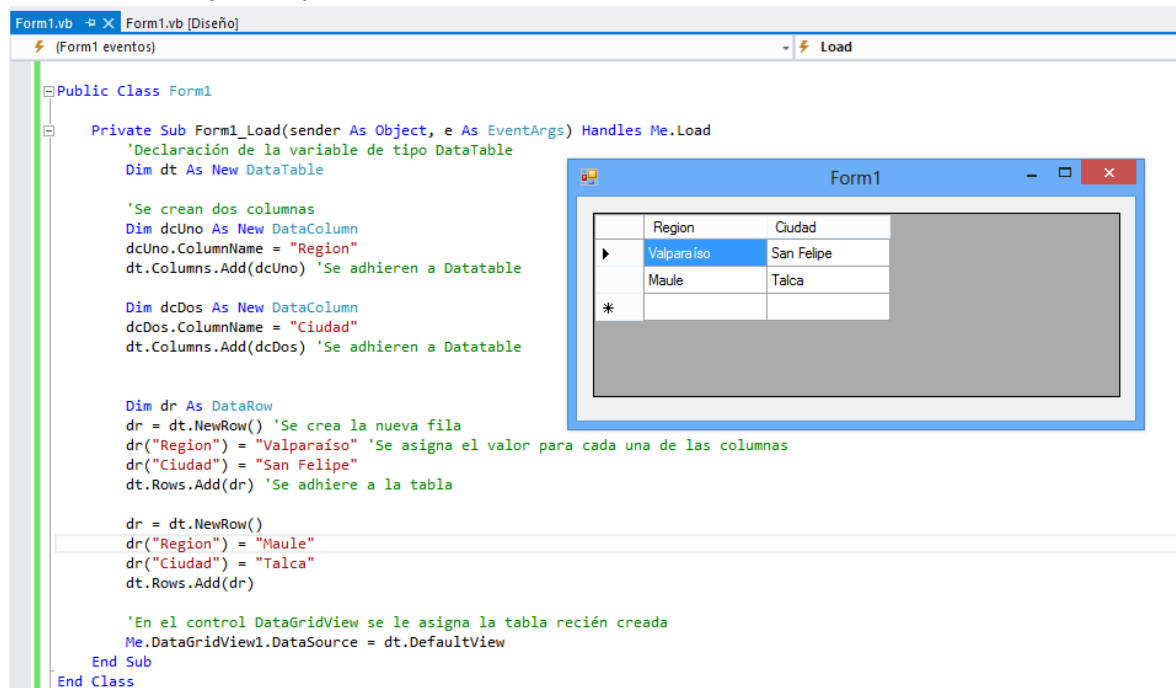 Form1.vb Form1.vb [Diseño]
(Form1 eventos) Load
Public Class Form1
Private Sub Form1_Load(sender As Object, e As EventArgs) Handles Me.Load
'Declaración de la variable de tipo DataTable
Dim dt As New DataTable
'Se crean dos columnas
Dim dcUno As New DataColumn
dcUno.ColumnName = "Region"
dt.Columns.Add(dcUno) 'Se adhieren a Datatable
Dim dcDos As New DataColumn
dcDos.ColumnName = "Ciudad"
dt.Columns.Add(dcDos) 'Se adhieren a Datatable
Dim dr As DataRow
dr = dt.NewRow() 'Se crea la nueva fila
dr("Region") = "Valparaíso" 'Se asigna el valor para cada una de las columnas
dr("Ciudad") = "San Felipe"
dt.Rows.Add(dr) 'Se adhiere a la tabla
dr = dt.NewRow()
dr("Region") = "Maule"
dr("Ciudad") = "Talca"
dt.Rows.Add(dr)
'En el control DataGridView se le asigna la tabla recién creada
Me.DataGridView1.DataSource = dt.DefaultView
End Sub
End Class
Form1
Region Ciudad
Valparaíso San Felipe
Maule Talca